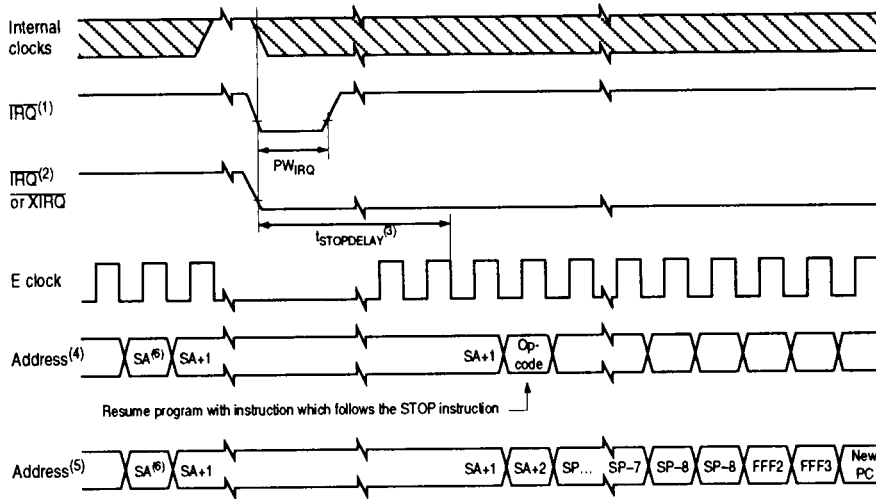 Internal
clocks
IRQ(1)
PWIRQ
IRQ(2)
or XIRQ
tSTOPDELAY(3)
E clock
Address(4) SA(6) SA+1 SA+1 Op-
code
Resume program with instruction which follows the STOP instruction
Address(5) SA(6) SA+1 SA+1 SA+2 SP... SP–7 SP–8 SP–8 FFF2 FFF3 New
PC